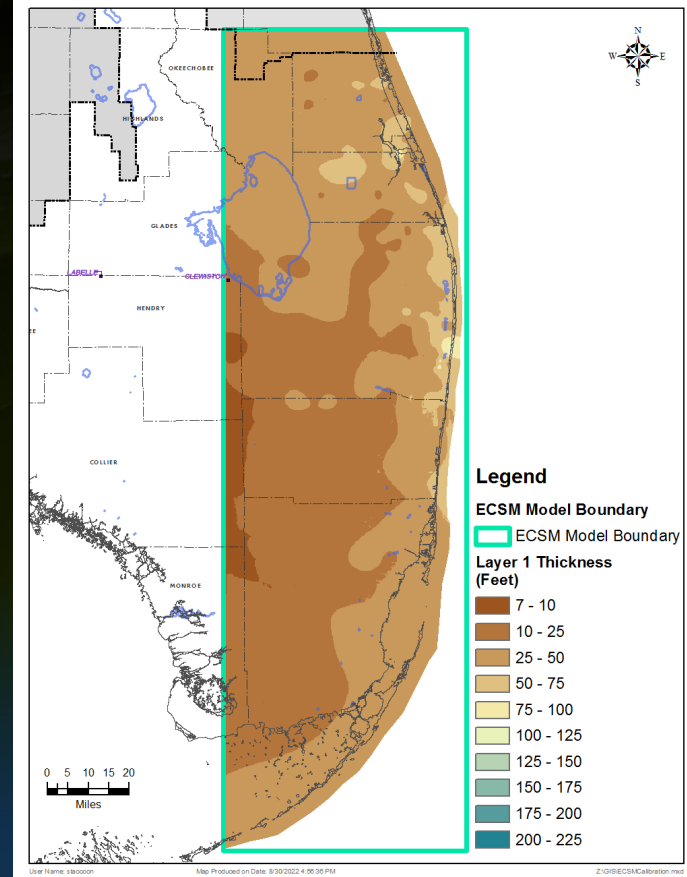 N
W E
S
OKEECHOBEE
HIGHLANDS
GLADES
LABELLE
CLEWISTON
HENDRY
TE
COLLIER
MONROE
Legend
ECSM Model Boundary
ECSM Model Boundary
Layer 1 Thickness
(Feet)
7 - 10
10 - 25
25 - 50
50 - 75
75 - 100
100 - 125
125 - 150
150 - 175
175 - 200
200 - 225
0 5 10 15 20
Miles
User Name: staccoon
Map Produced on Date: 8/30/2022 4:56:36 PM
Z:\GIS\ECSMCalibration.mxd